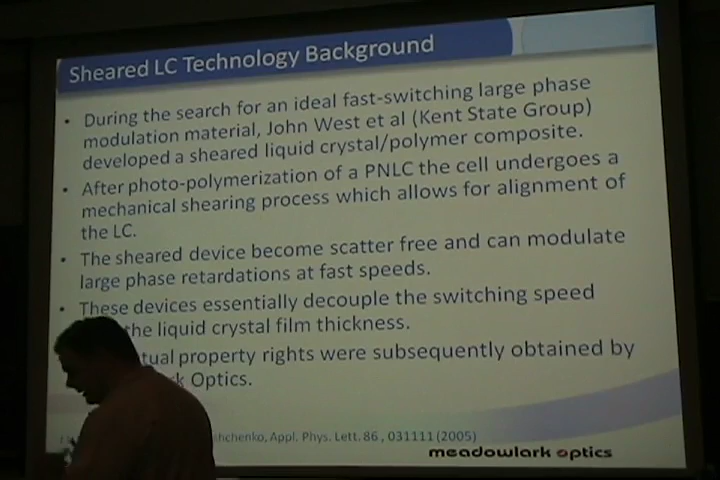 Sheared LC Technology Background
• During the search for an ideal fast-switching large phase
modulation material, John West et al (Kent State Group)
developed a sheared liquid crystal/polymer composite.
• After photo-polymerization of a PNLC the cell undergoes a
mechanical shearing process which allows for alignment of
the LC.
• The sheared device become scatter free and can modulate
large phase retardations at fast speeds.
• These devices essentially decouple the switching speed
the liquid crystal film thickness.
tual property rights were subsequently obtained by
k Optics.
hchenko, Appl. Phys. Lett. 86 , 031111 (2005)
meadowlark optics